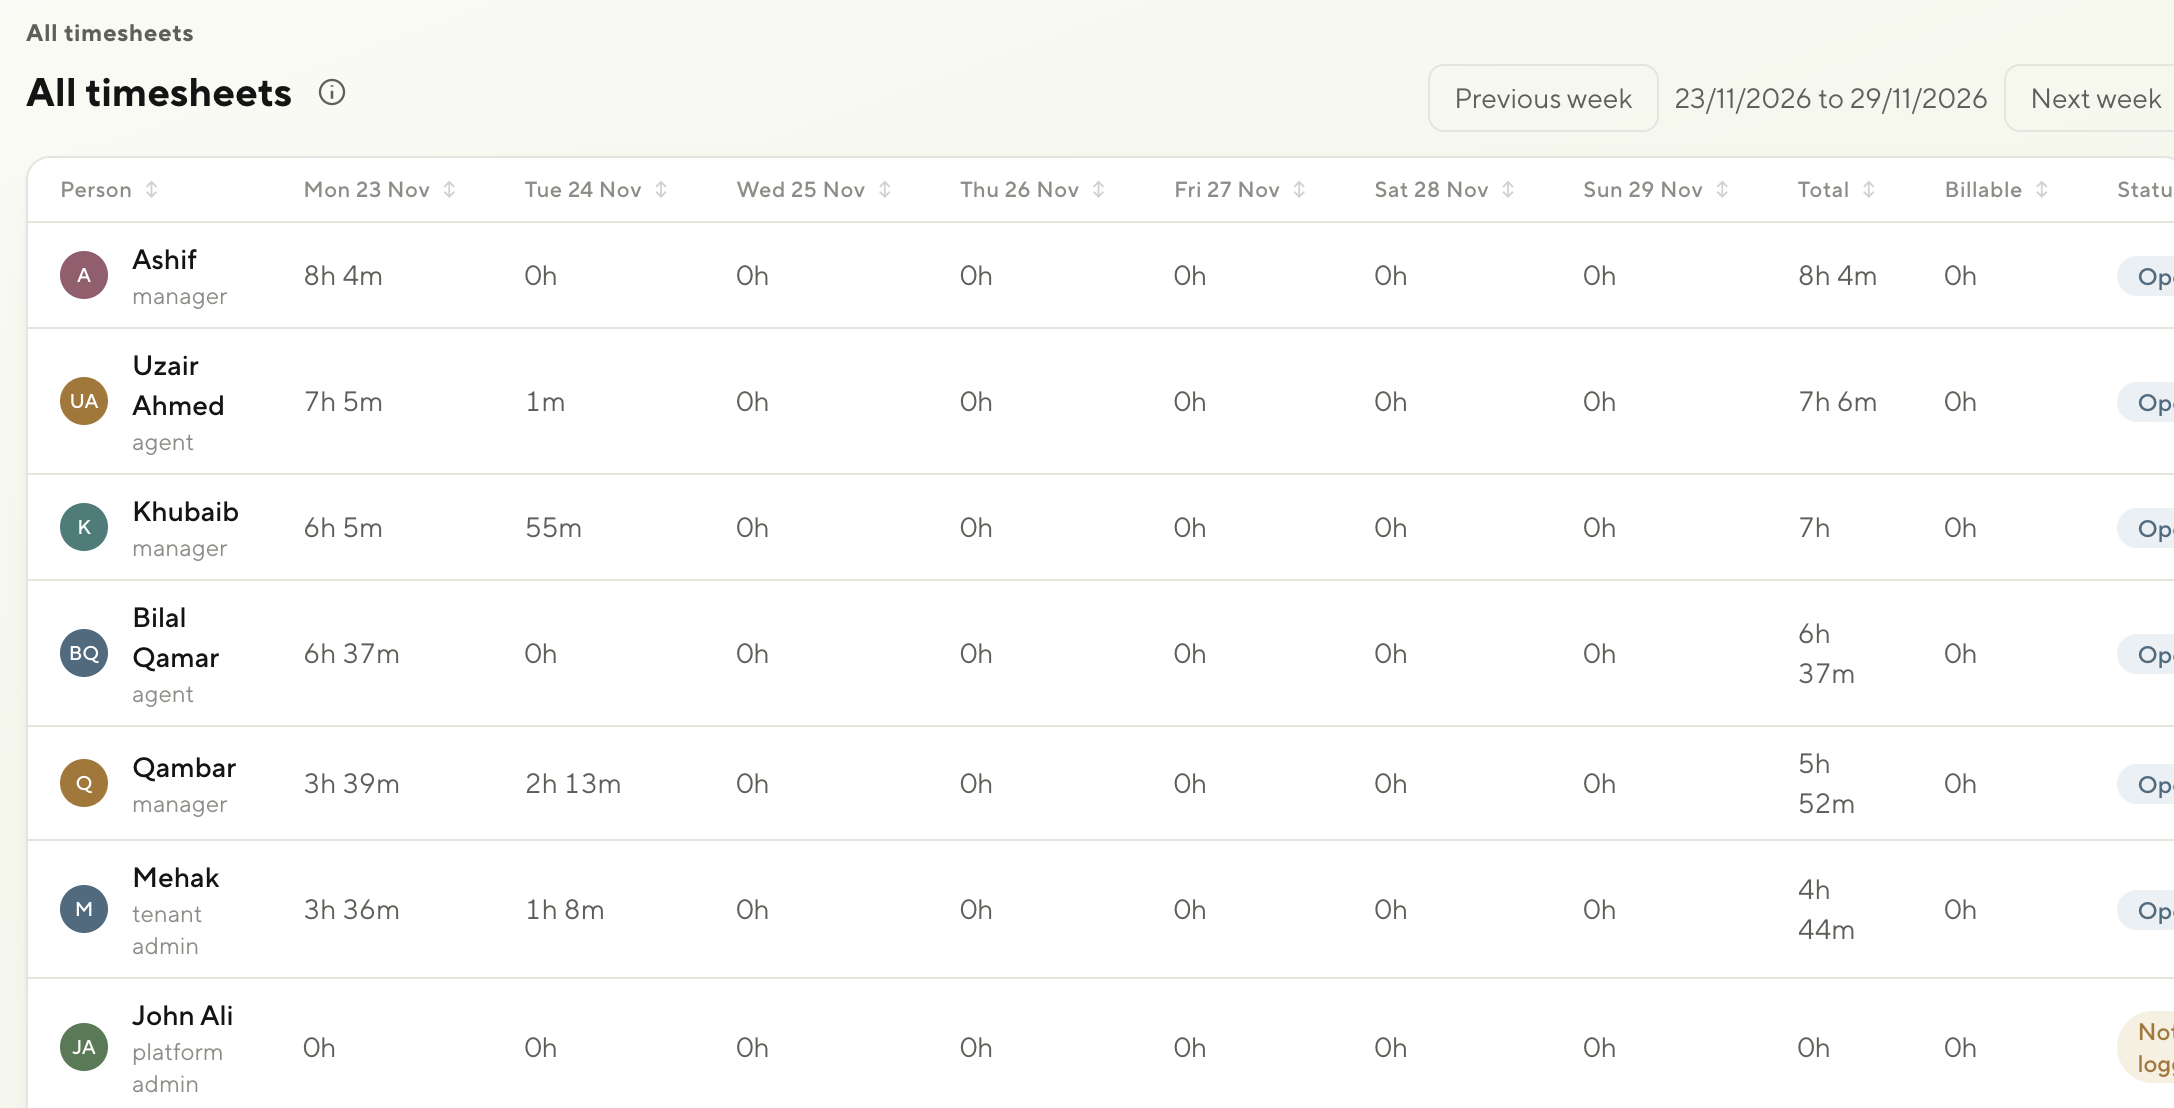 All timesheets
All timesheets
Previous week 23/11/2026 to 29/11/2026 Next week
Person Mon 23 Nov Tue 24 Nov Wed 25 Nov Thu 26 Nov Fri 27 Nov Sat 28 Nov Sun 29 Nov Total Billable
A Ashif manager 8h 4m 0h 0h 0h 0h 0h 0h 8h 4m 0h
UA Uzair Ahmed agent 7h 5m 1m 0h 0h 0h 0h 0h 7h 6m 0h
K Khubaib manager 6h 5m 55m 0h 0h 0h 0h 0h 7h 0h
BQ Bilal Qamar agent 6h 37m 0h 0h 0h 0h 0h 0h 6h 37m 0h
Q Qambar manager 3h 39m 2h 13m 0h 0h 0h 0h 0h 5h 52m 0h
M Mehak tenant admin 3h 36m 1h 8m 0h 0h 0h 0h 0h 4h 44m 0h
JA John Ali platform admin 0h 0h 0h 0h 0h 0h 0h 0h 0h